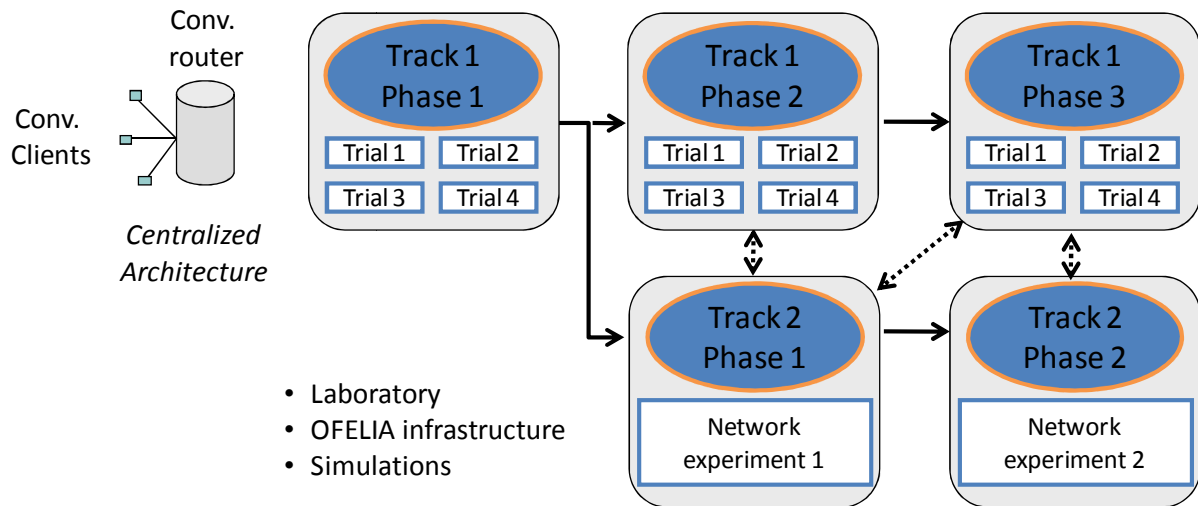 Conv.
router
Conv.
Clients
Centralized
Architecture
Track 1
Phase 1
Trial 1
Trial 2
Trial 3
Trial 4
Track 1
Phase 2
Trial 1
Trial 2
Trial 3
Trial 4
Track 1
Phase 3
Trial 1
Trial 2
Trial 3
Trial 4
• Laboratory
• OFELIA infrastructure
• Simulations
Track 2
Phase 1
Network
experiment 1
Track 2
Phase 2
Network
experiment 2